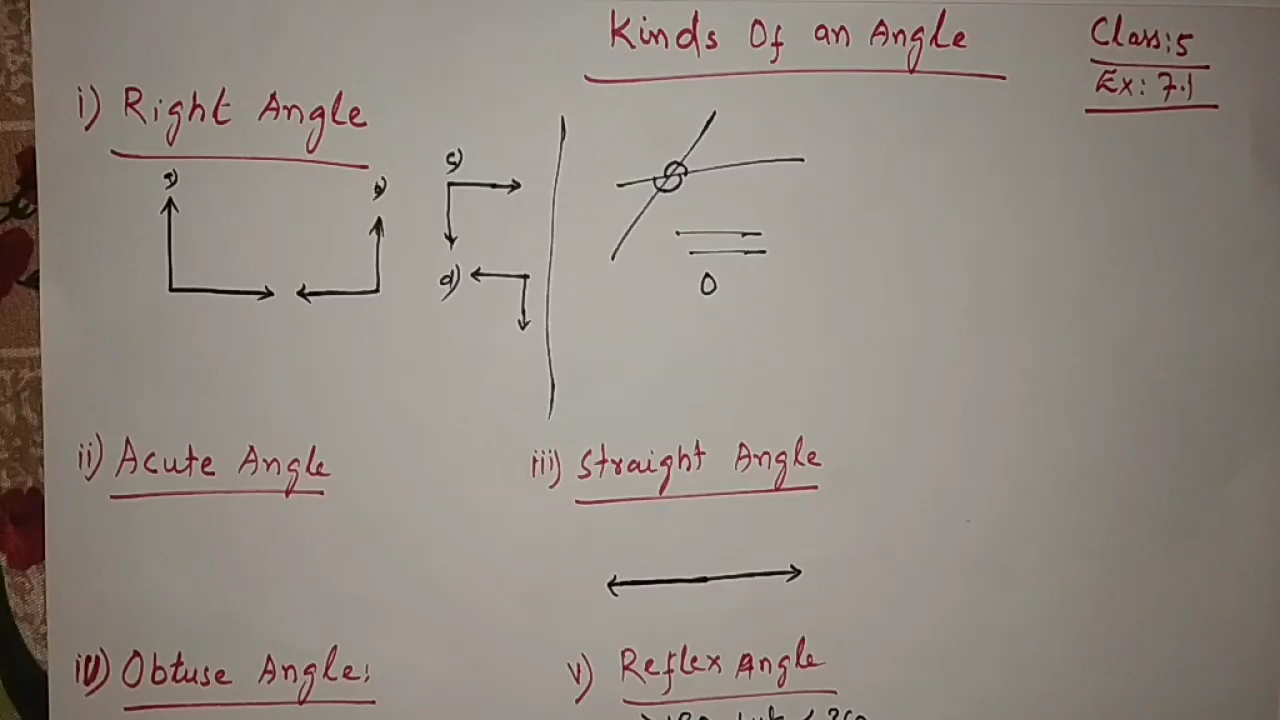 Kinds Of an Angle
Class: 5
Ex: 7.1
i) Right Angle
a)
b)
c)
d)
0
ii) Acute Angle
iii) Straight Angle
iv) Obtuse Angle:
v) Reflex Angle